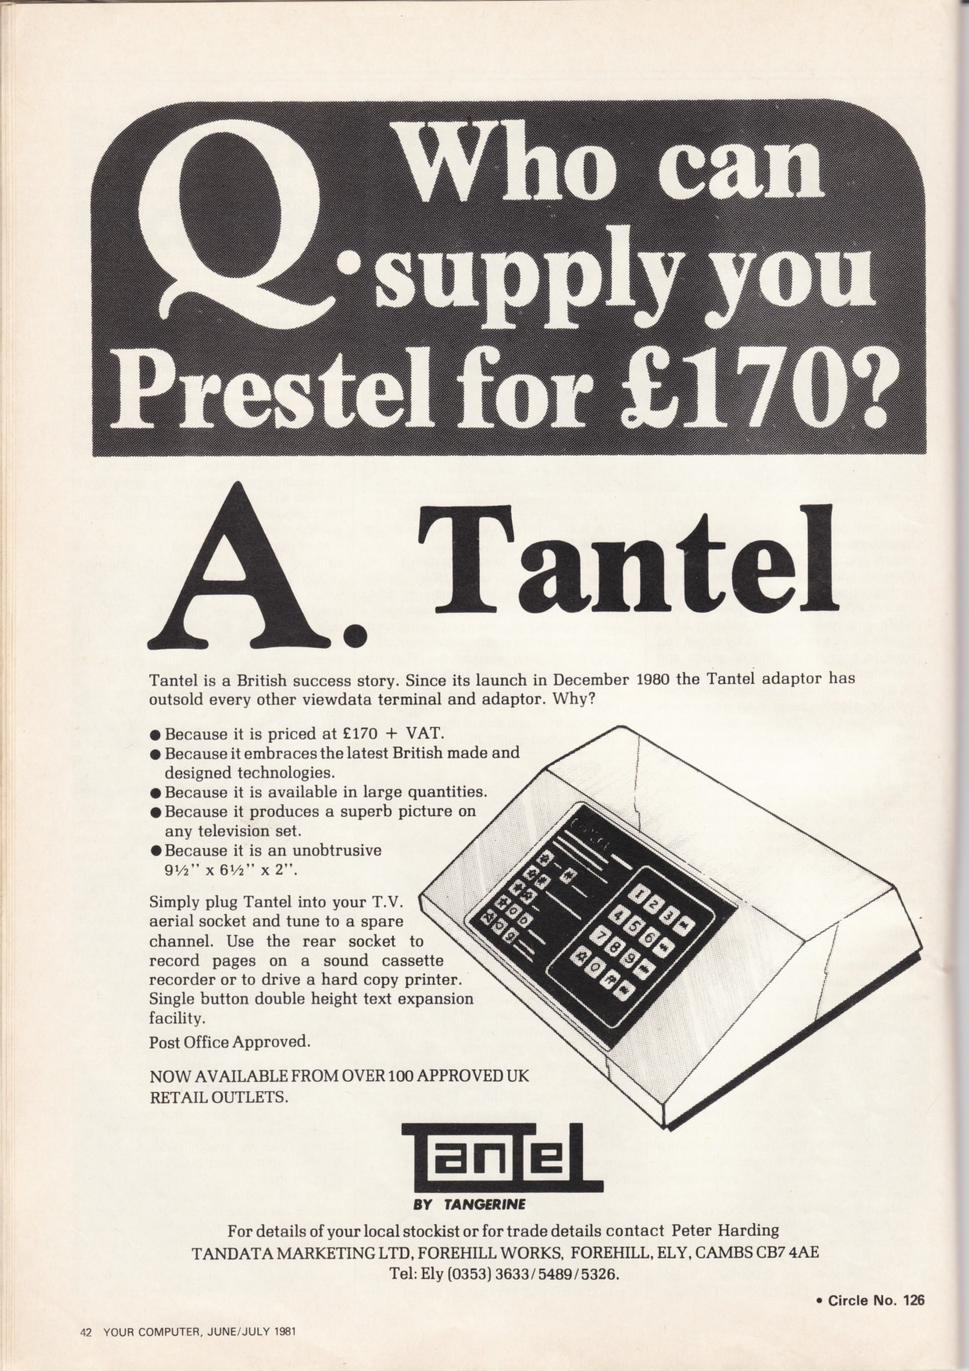 Q. Who can
supply you
Prestel for £170?
A. Tantel
Tantel is a British success story. Since its launch in December 1980 the Tantel adaptor has
outsold every other viewdata terminal and adaptor. Why?
● Because it is priced at £170 + VAT.
● Because it embraces the latest British made and
designed technologies.
● Because it is available in large quantities.
● Because it produces a superb picture on
any television set.
● Because it is an unobtrusive
9½" x 6½" x 2".
Simply plug Tantel into your T.V.
aerial socket and tune to a spare
channel. Use the rear socket to
record pages on a sound cassette
recorder or to drive a hard copy printer.
Single button double height text expansion
facility.
Post Office Approved.
NOW AVAILABLE FROM OVER 100 APPROVED UK
RETAIL OUTLETS.
1 2 3
4 5 6
7 8 9
TanTel
BY TANGERINE
For details of your local stockist or for trade details contact Peter Harding
TANDATA MARKETING LTD, FOREHILL WORKS, FOREHILL, ELY, CAMBS CB7 4AE
Tel: Ely (0353) 3633/5489/5326.
• Circle No. 126
42 YOUR COMPUTER, JUNE/JULY 1981